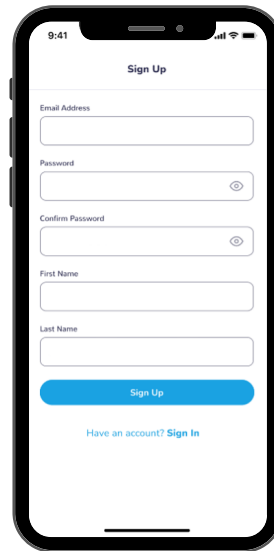 9:41
Sign Up
Email Address
Password
Confirm Password
First Name
Last Name
Sign Up
Have an account? Sign In